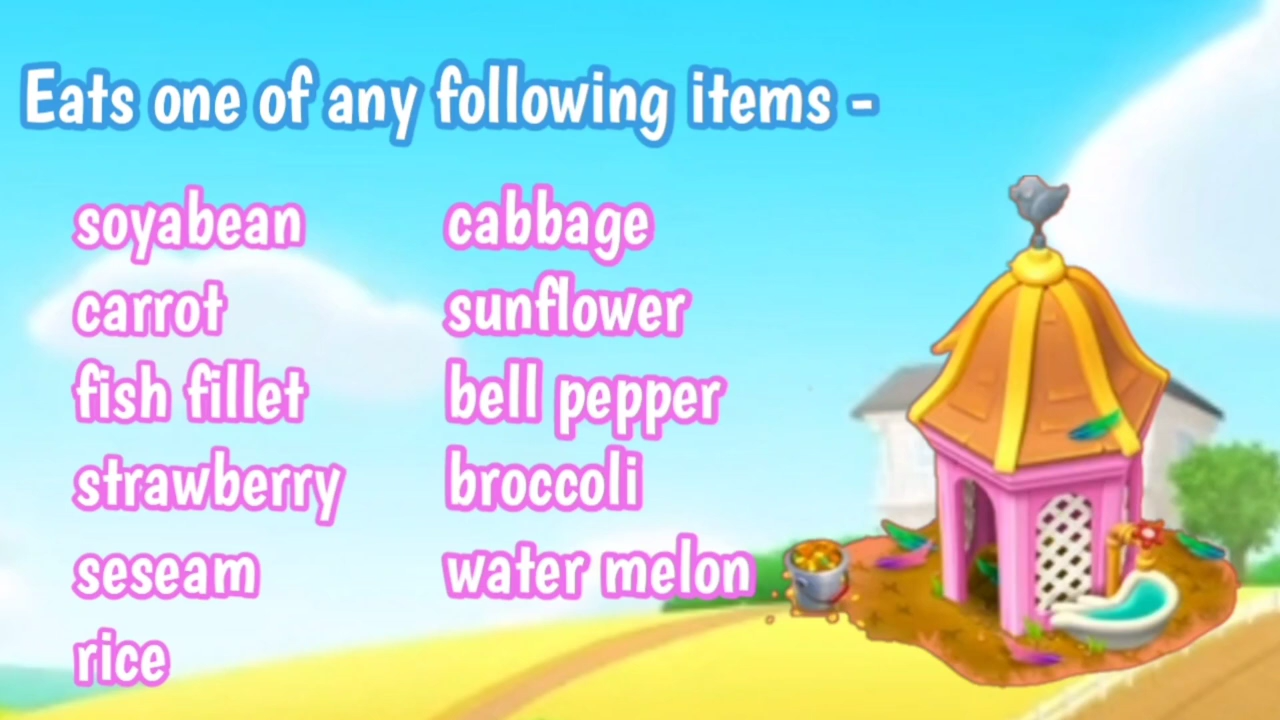 Eats one of any following items -
soyabean
carrot
fish fillet
strawberry
seseam
rice
cabbage
sunflower
bell pepper
broccoli
water melon